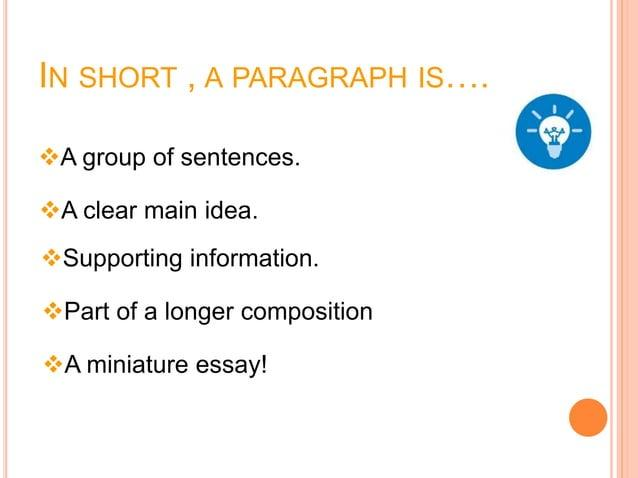 IN SHORT , A PARAGRAPH IS….
❖A group of sentences.
❖A clear main idea.
❖Supporting information.
❖Part of a longer composition
❖A miniature essay!